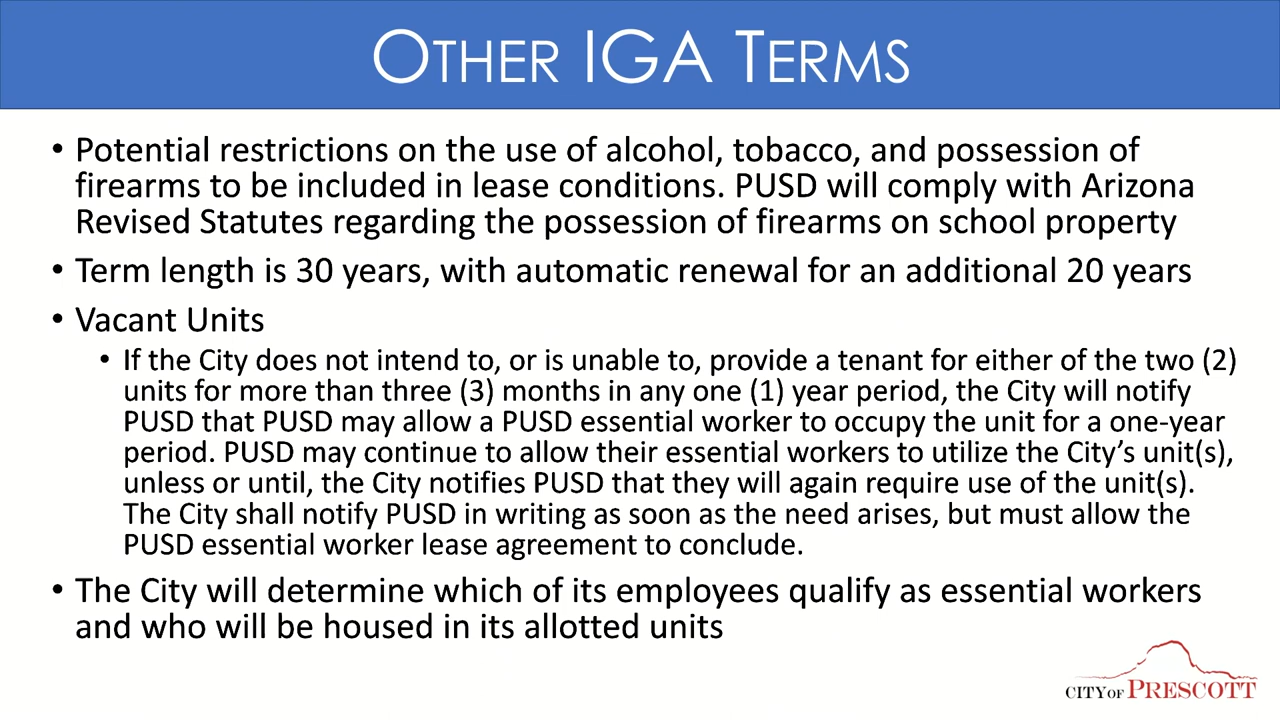 OTHER IGA TERMS
• Potential restrictions on the use of alcohol, tobacco, and possession of
firearms to be included in lease conditions. PUSD will comply with Arizona
Revised Statutes regarding the possession of firearms on school property
• Term length is 30 years, with automatic renewal for an additional 20 years
• Vacant Units
• If the City does not intend to, or is unable to, provide a tenant for either of the two (2)
units for more than three (3) months in any one (1) year period, the City will notify
PUSD that PUSD may allow a PUSD essential worker to occupy the unit for a one-year
period. PUSD may continue to allow their essential workers to utilize the City’s unit(s),
unless or until, the City notifies PUSD that they will again require use of the unit(s).
The City shall notify PUSD in writing as soon as the need arises, but must allow the
PUSD essential worker lease agreement to conclude.
• The City will determine which of its employees qualify as essential workers
and who will be housed in its allotted units
CITY OF PRESCOTT